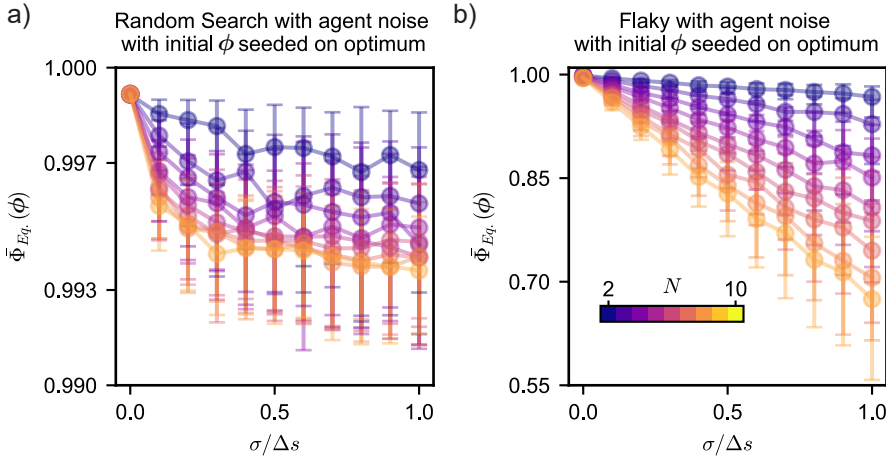 a)
Random Search with agent noise
with initial ϕ seeded on optimum
1.000
0.997
0.993
0.990
Φ̄ Eq. (ϕ)
0.0
0.5
1.0
σ/Δs
b)
Flaky with agent noise
with initial ϕ seeded on optimum
1.00
0.85
0.70
0.55
Φ̄ Eq. (ϕ)
2
N
10
0.0
0.5
1.0
σ/Δs